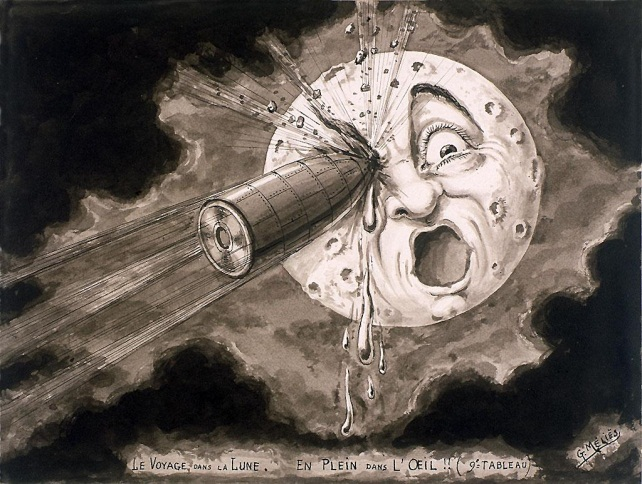 G. MÉLIÈS
LE VOYAGE DANS LA LUNE. EN PLEIN DANS L'OEIL!! (9e TABLEAU)